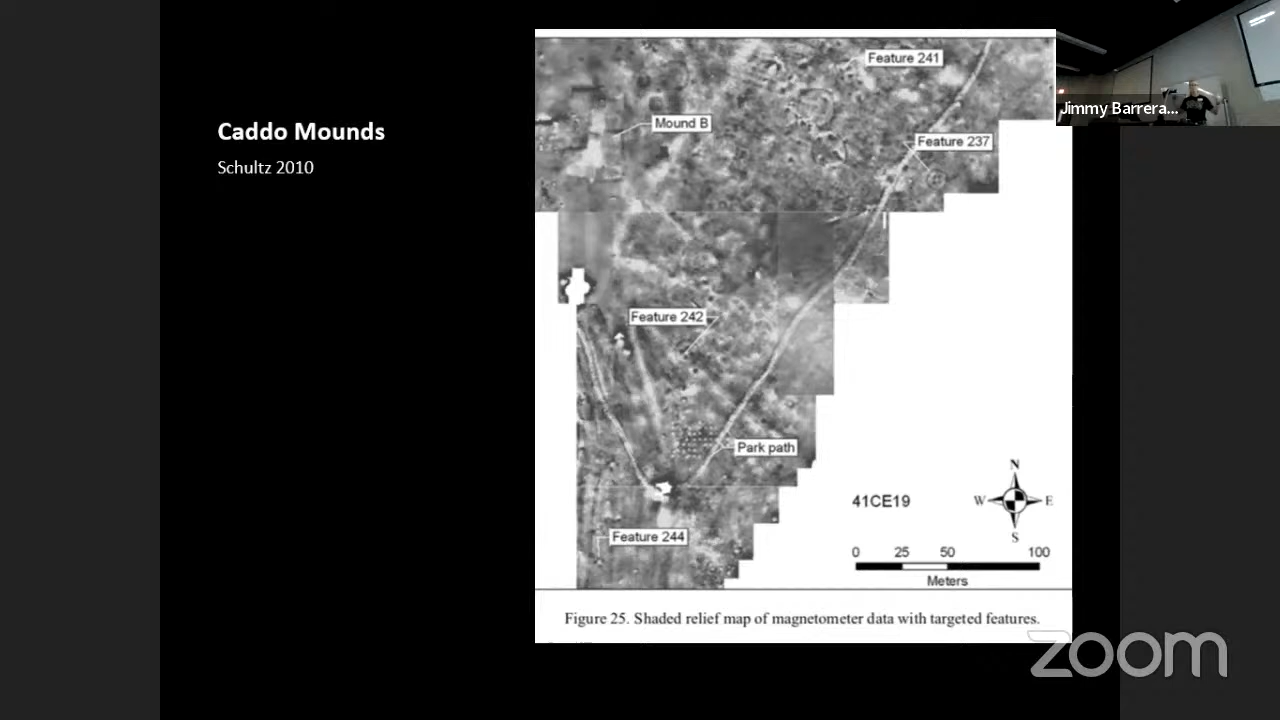 Caddo Mounds
Schultz 2010
Feature 241
Mound B
Feature 237
Feature 242
Park path
Feature 244
41CE19
N
W
E
S
0 25 50 100
Meters
Figure 25. Shaded relief map of magnetometer data with targeted features.
Jimmy Barrera...
zoom